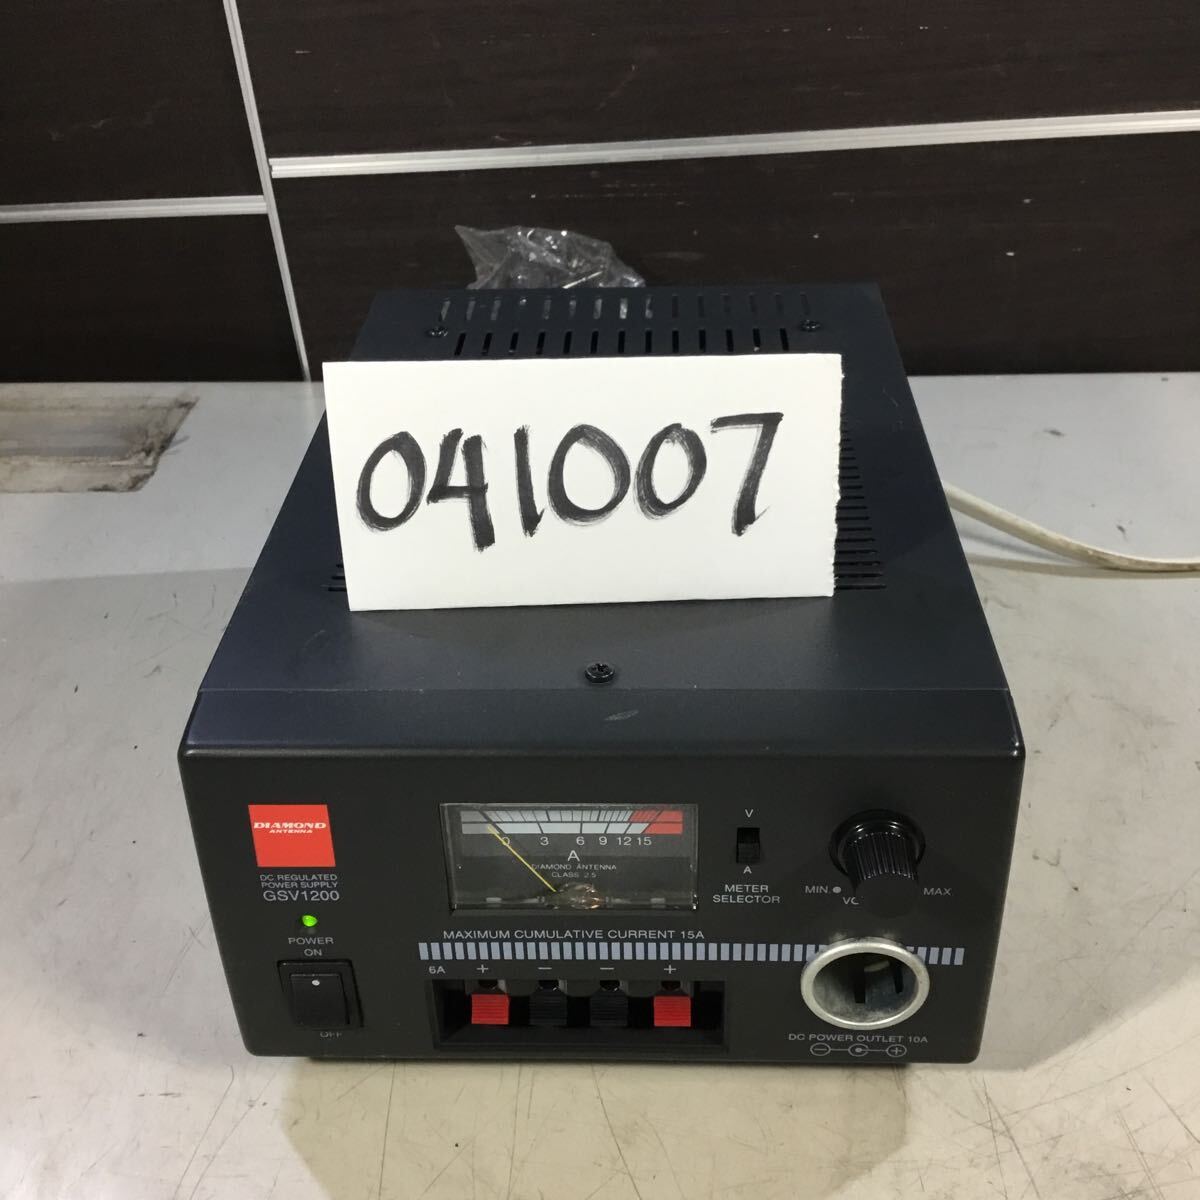 041007
DIAMOND
ANTENNA
DC REGULATED
POWER SUPPLY
GSV1200
POWER
ON
OFF
0 3 6 9 12 15
A
DIAMOND ANTENNA
CLASS 2.5
V
A
METER
SELECTOR
MIN.
MAX
VO
MAXIMUM CUMULATIVE CURRENT 15A
6A + − − +
DC POWER OUTLET 10A
− +